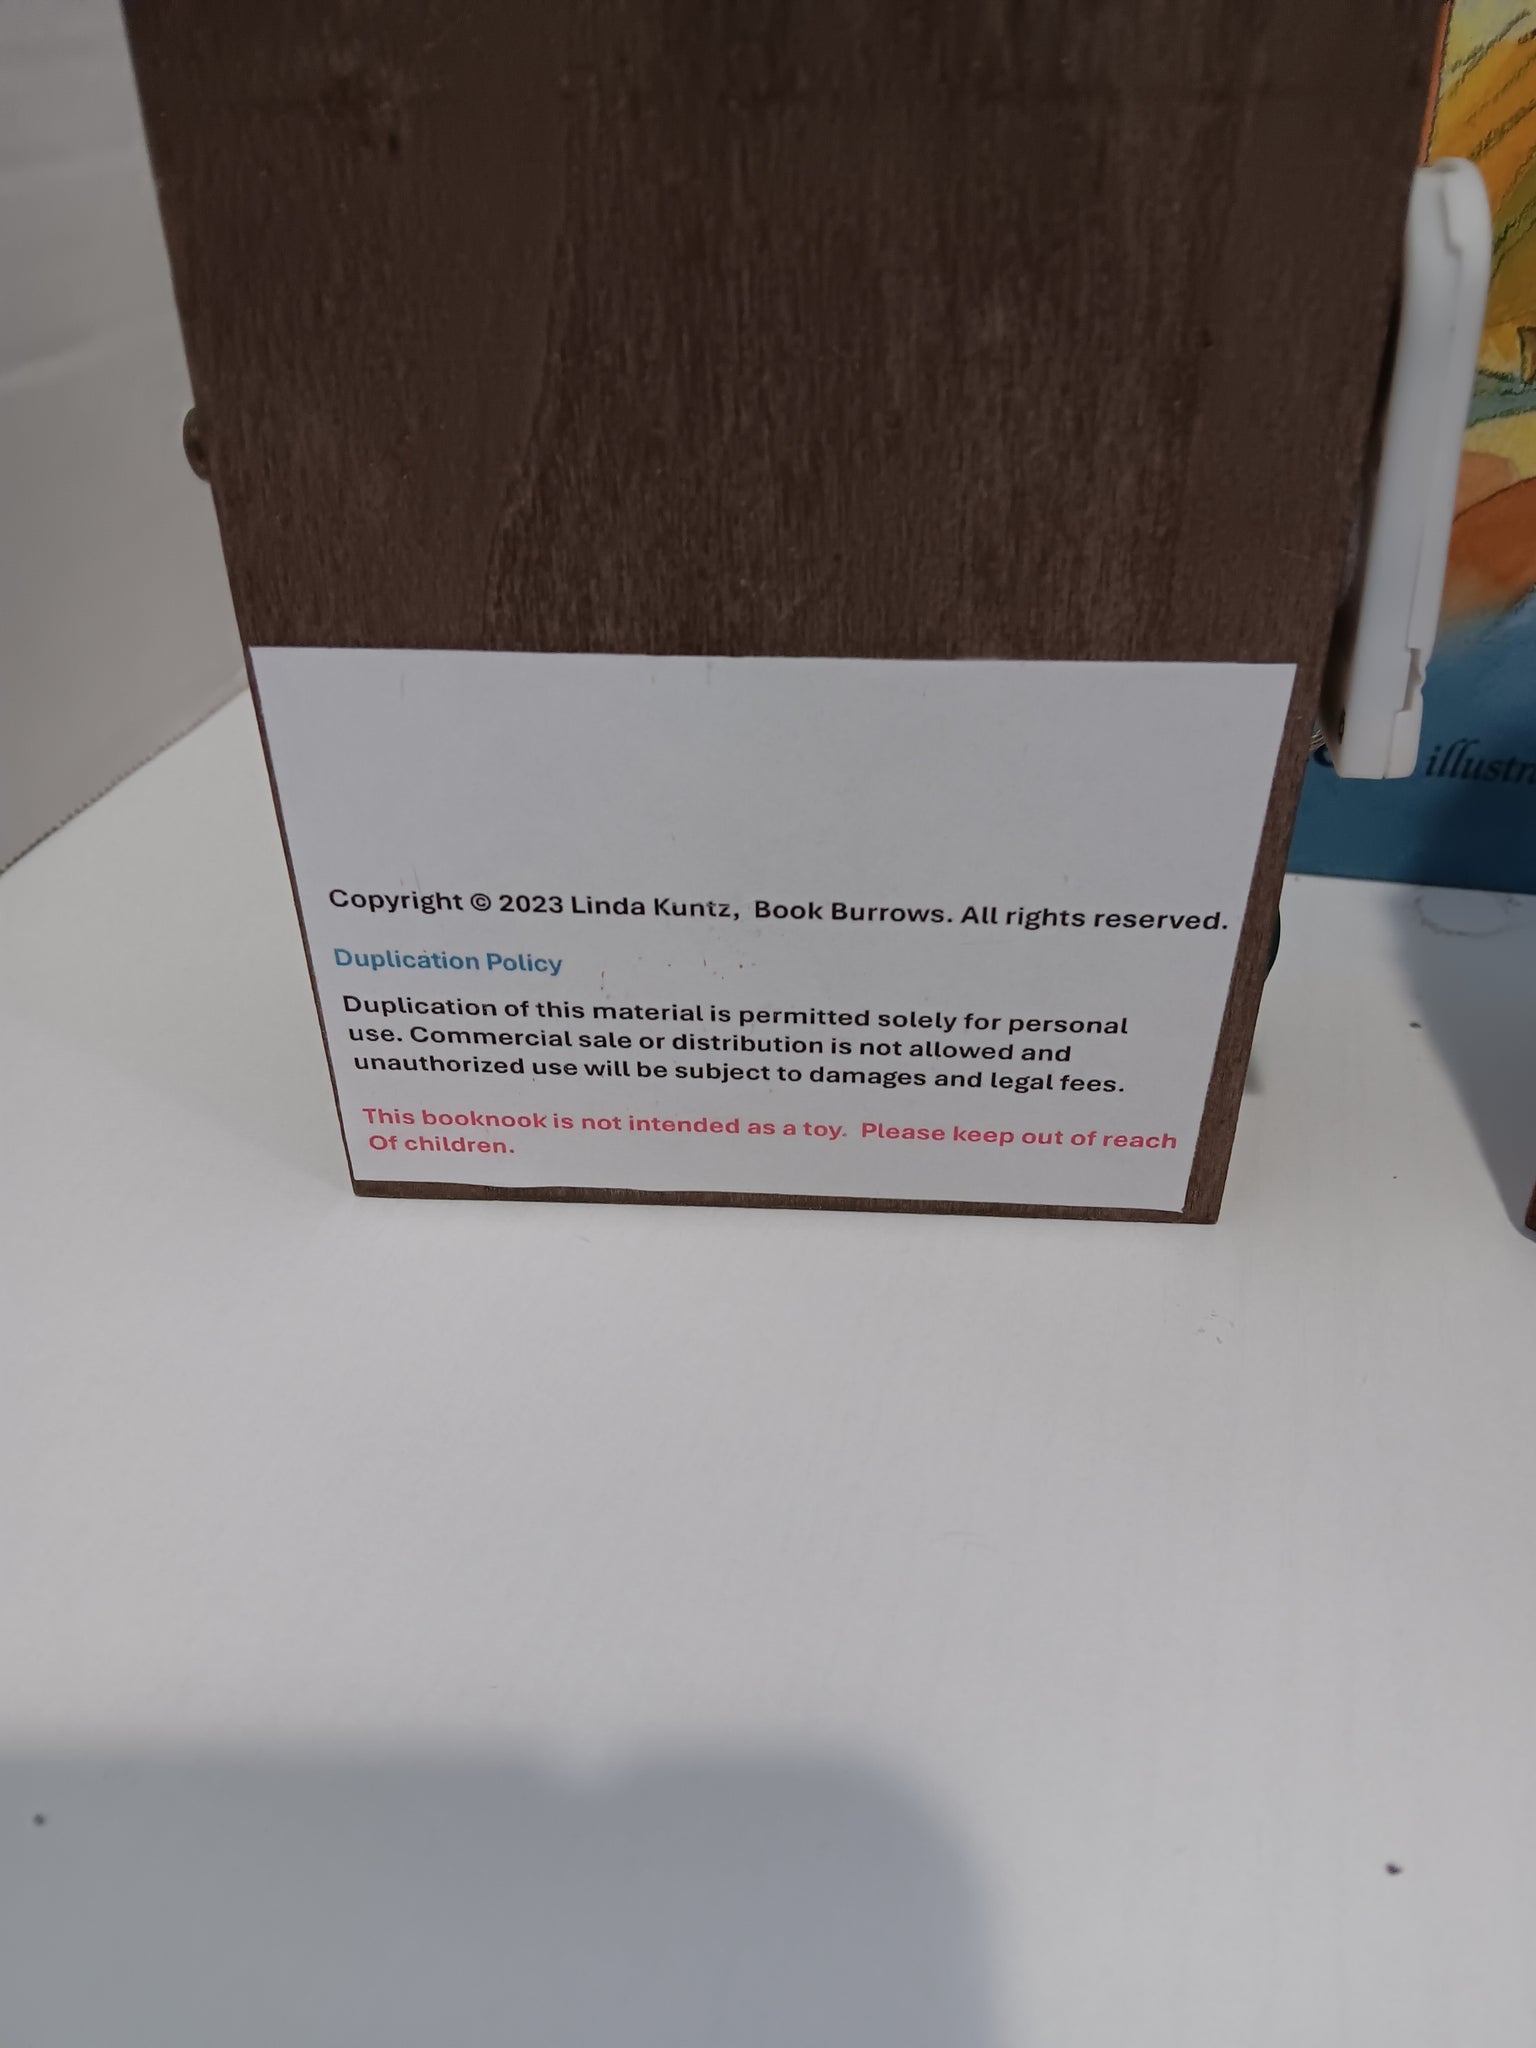 Copyright © 2023 Linda Kuntz, Book Burrows. All rights reserved.
Duplication Policy
Duplication of this material is permitted solely for personal
use. Commercial sale or distribution is not allowed and
unauthorized use will be subject to damages and legal fees.
This booknook is not intended as a toy. Please keep out of reach
Of children.